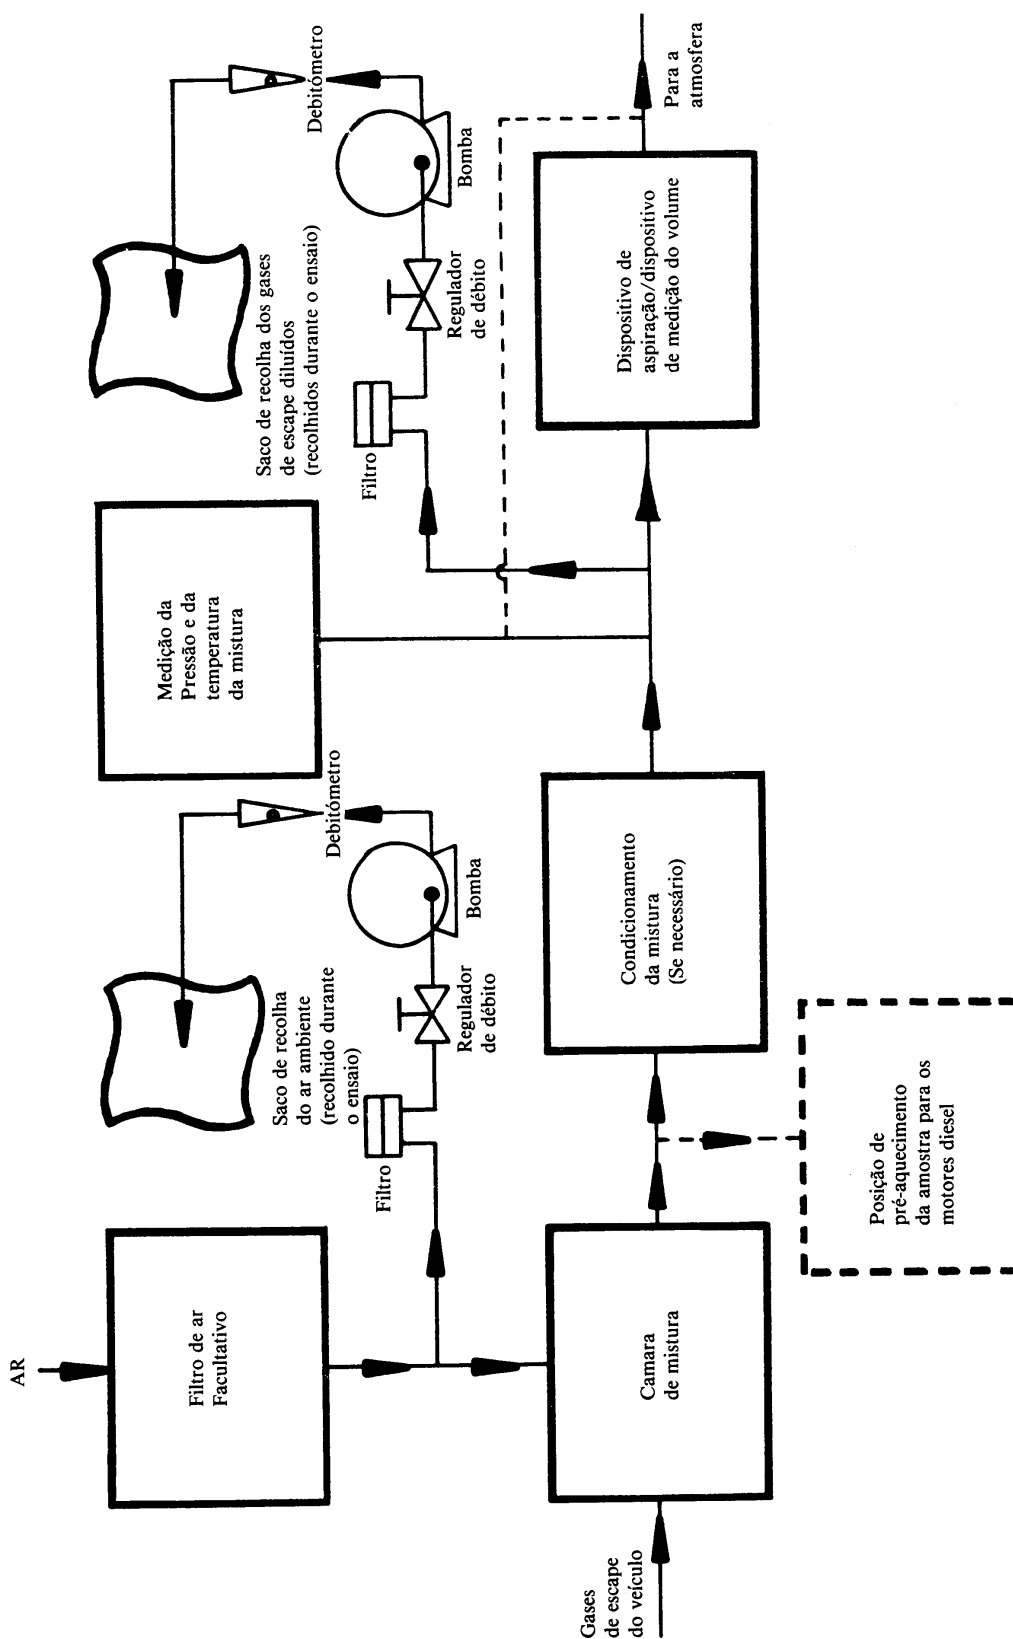 AR
Filtro de ar
Facultativo
Filtro
Saco de recolha
do ar ambiente
(recolhido durante
o ensaio)
Regulador
de débito
Bomba
Debitómetro
Medição da
Pressão e da
temperatura
da mistura
Filtro
Saco de recolha dos gases
de escape diluídos
(recolhidos durante o ensaio)
Regulador
de débito
Bomba
Debitómetro
Gases
de escape
do veículo
Camara
de mistura
Condicionamento
da mistura
(Se necessário)
Dispositivo de
aspiração/dispositivo
de medição do volume
Para a
atmosfera
Posição de
pré-aquecimento
da amostra para os
motores diesel